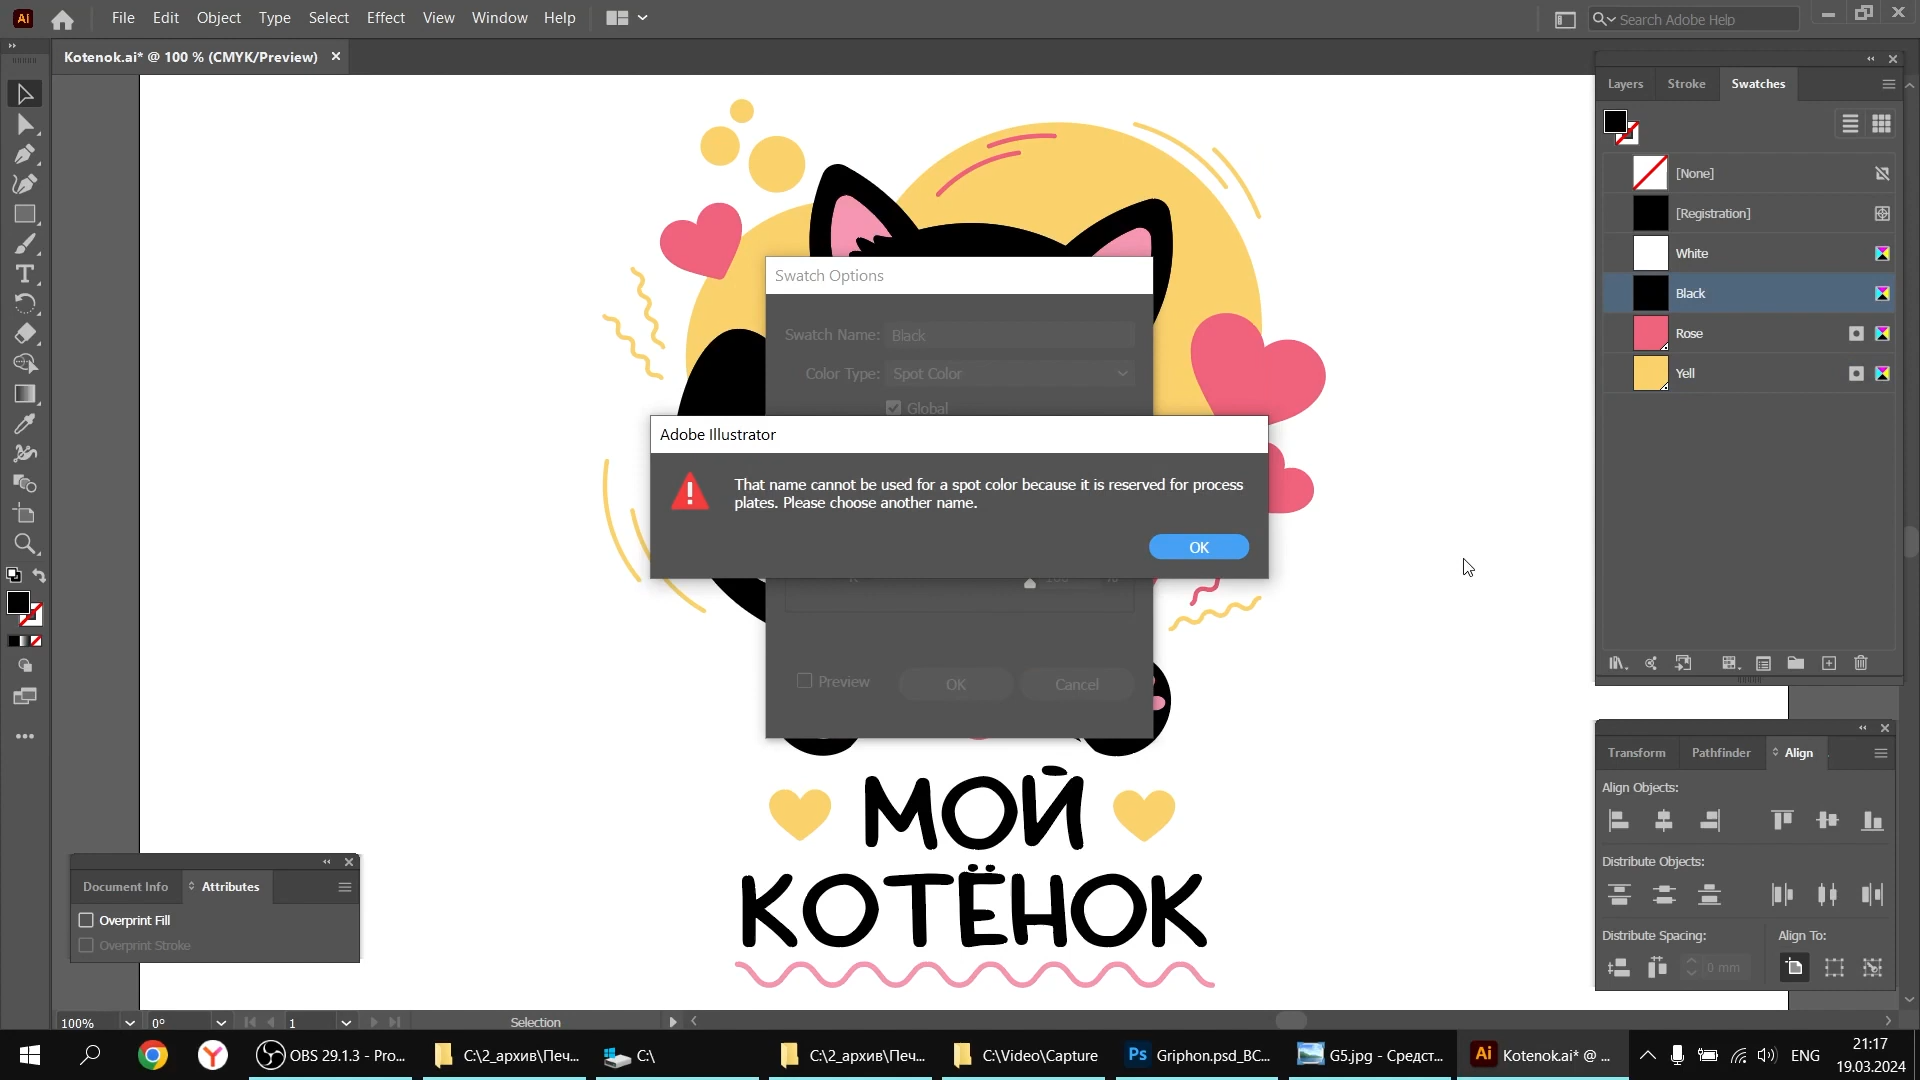 Ai
File Edit Object Type Select Effect View Window Help
Search Adobe Help
Kotenok.ai* @ 100 % (CMYK/Preview)
Layers Stroke Swatches
[None]
[Registration]
White
Black
Rose
Yell
Swatch Options
Swatch Name: Black
Color Type: Spot Color
Global
Adobe Illustrator
That name cannot be used for a spot color because it is reserved for process
plates. Please choose another name.
OK
Preview OK Cancel
МОЙ
КОТЁНОК
Document Info Attributes
Overprint Fill
Overprint Stroke
Transform Pathfinder Align
Align Objects:
Distribute Objects:
Distribute Spacing: Align To:
0 mm
100% 0° 1 Selection
OBS 29.1.3 - Pro... C:\2_архив\Печ... C:\ C:\2_архив\Печ... C:\Video\Capture Ps Griphon.psd_BC... G5.jpg - Средст... Ai Kotenok.ai* @ ... ENG
21:17
19.03.2024